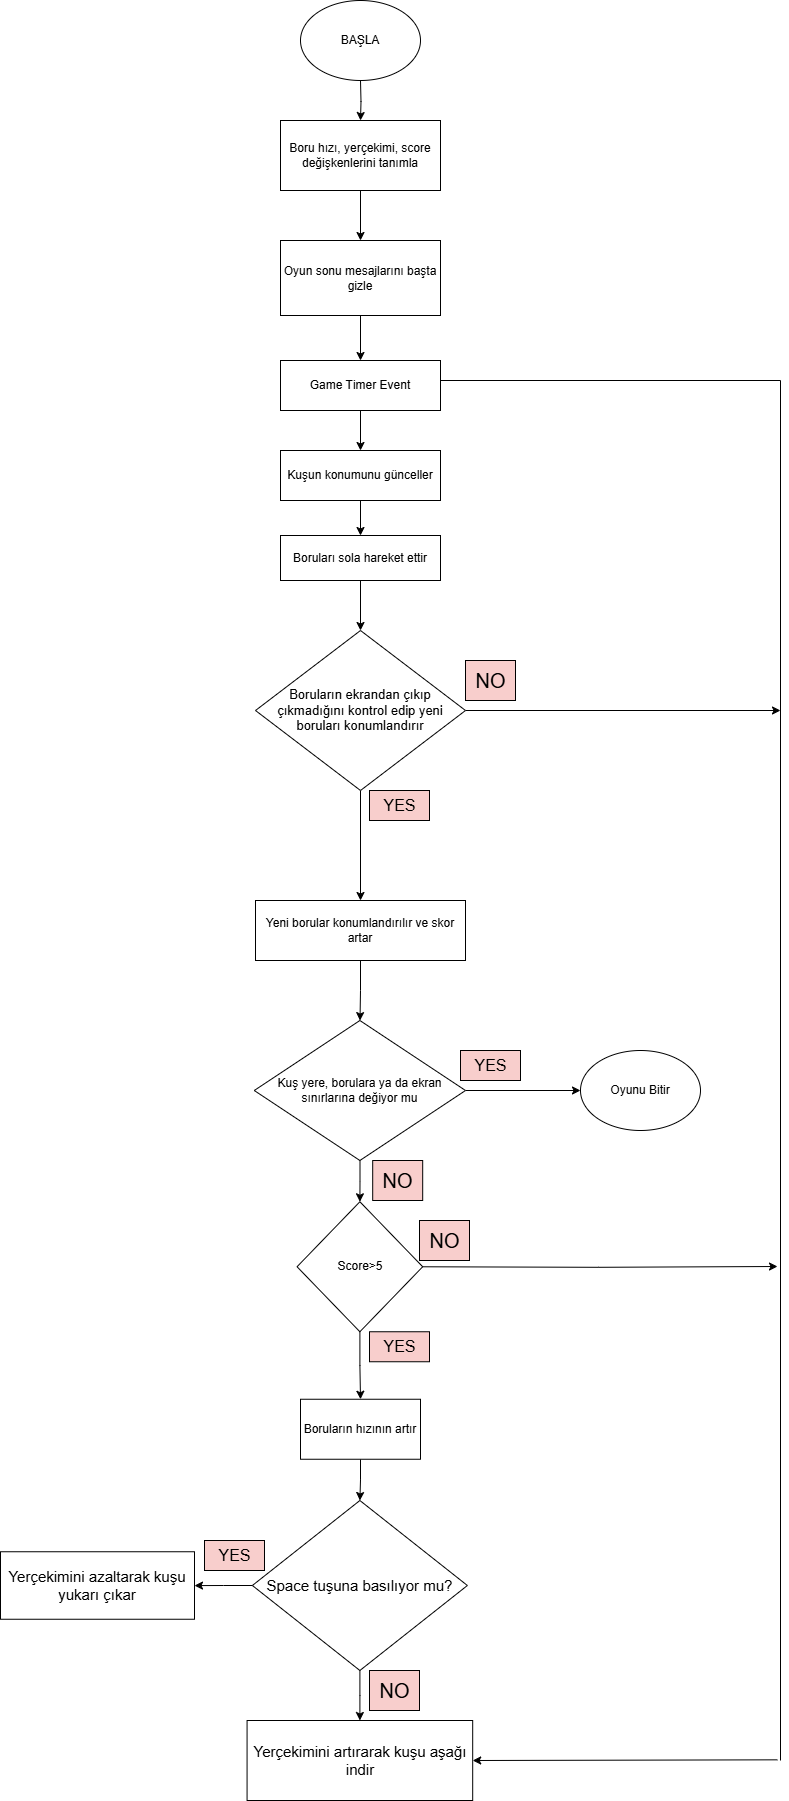 BAŞLA
Boru hızı, yerçekimi, score
değişkenlerini tanımla
Oyun sonu mesajlarını başta
gizle
Game Timer Event
Kuşun konumunu günceller
Boruları sola hareket ettir
NO
Boruların ekrandan çıkıp
çıkmadığını kontrol edip yeni
boruları konumlandırır
YES
Yeni borular konumlandırılır ve skor
artar
YES
Kuş yere, borulara ya da ekran
sınırlarına değiyor mu
Oyunu Bitir
NO
NO
Score>5
YES
Boruların hızının artır
YES
Yerçekimini azaltarak kuşu
yukarı çıkar
Space tuşuna basılıyor mu?
NO
Yerçekimini artırarak kuşu aşağı
indir